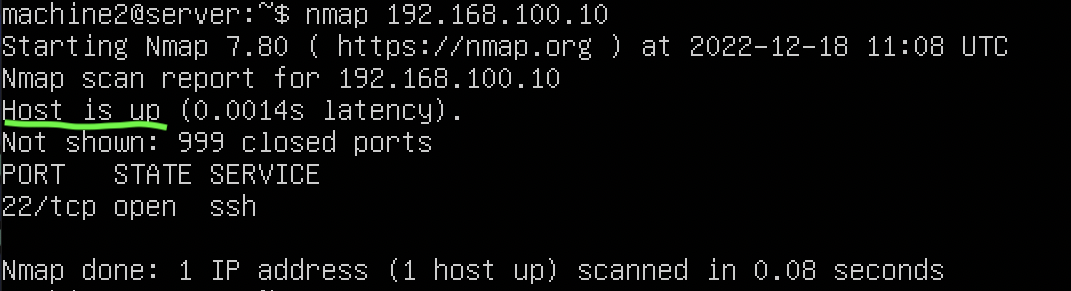 machine2@server:~$ nmap 192.168.100.10
Starting Nmap 7.80 ( https://nmap.org ) at 2022-12-18 11:08 UTC
Nmap scan report for 192.168.100.10
Host is up (0.0014s latency).
Not shown: 999 closed ports
PORT   STATE SERVICE
22/tcp open  ssh

Nmap done: 1 IP address (1 host up) scanned in 0.08 seconds